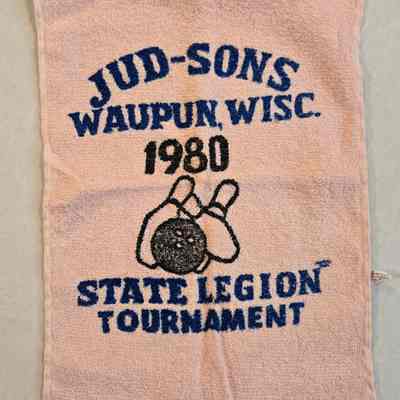 JUD-SONS
WAUPUN, WISC.
1980
STATE LEGION
TOURNAMENT